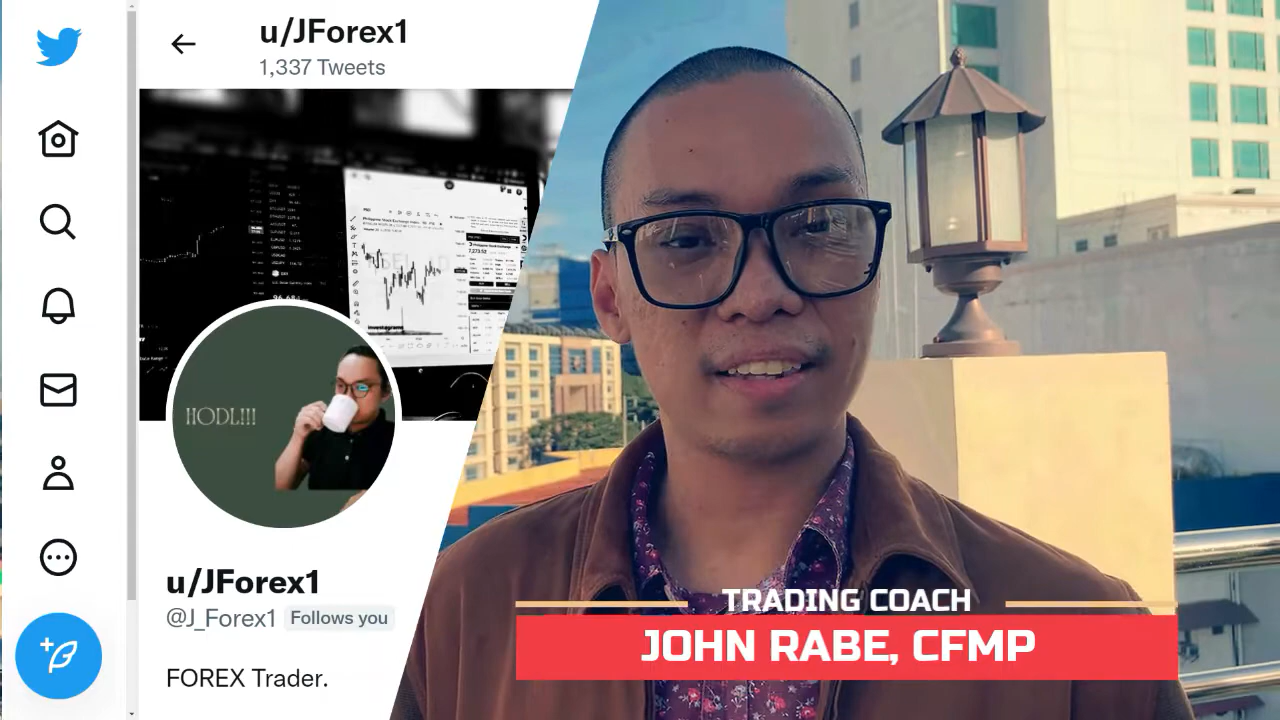 u/JForex1
1,337 Tweets
HODL!!!
u/JForex1
@J_Forex1 Follows you
FOREX Trader.
TRADING COACH
JOHN RABE, CFMP